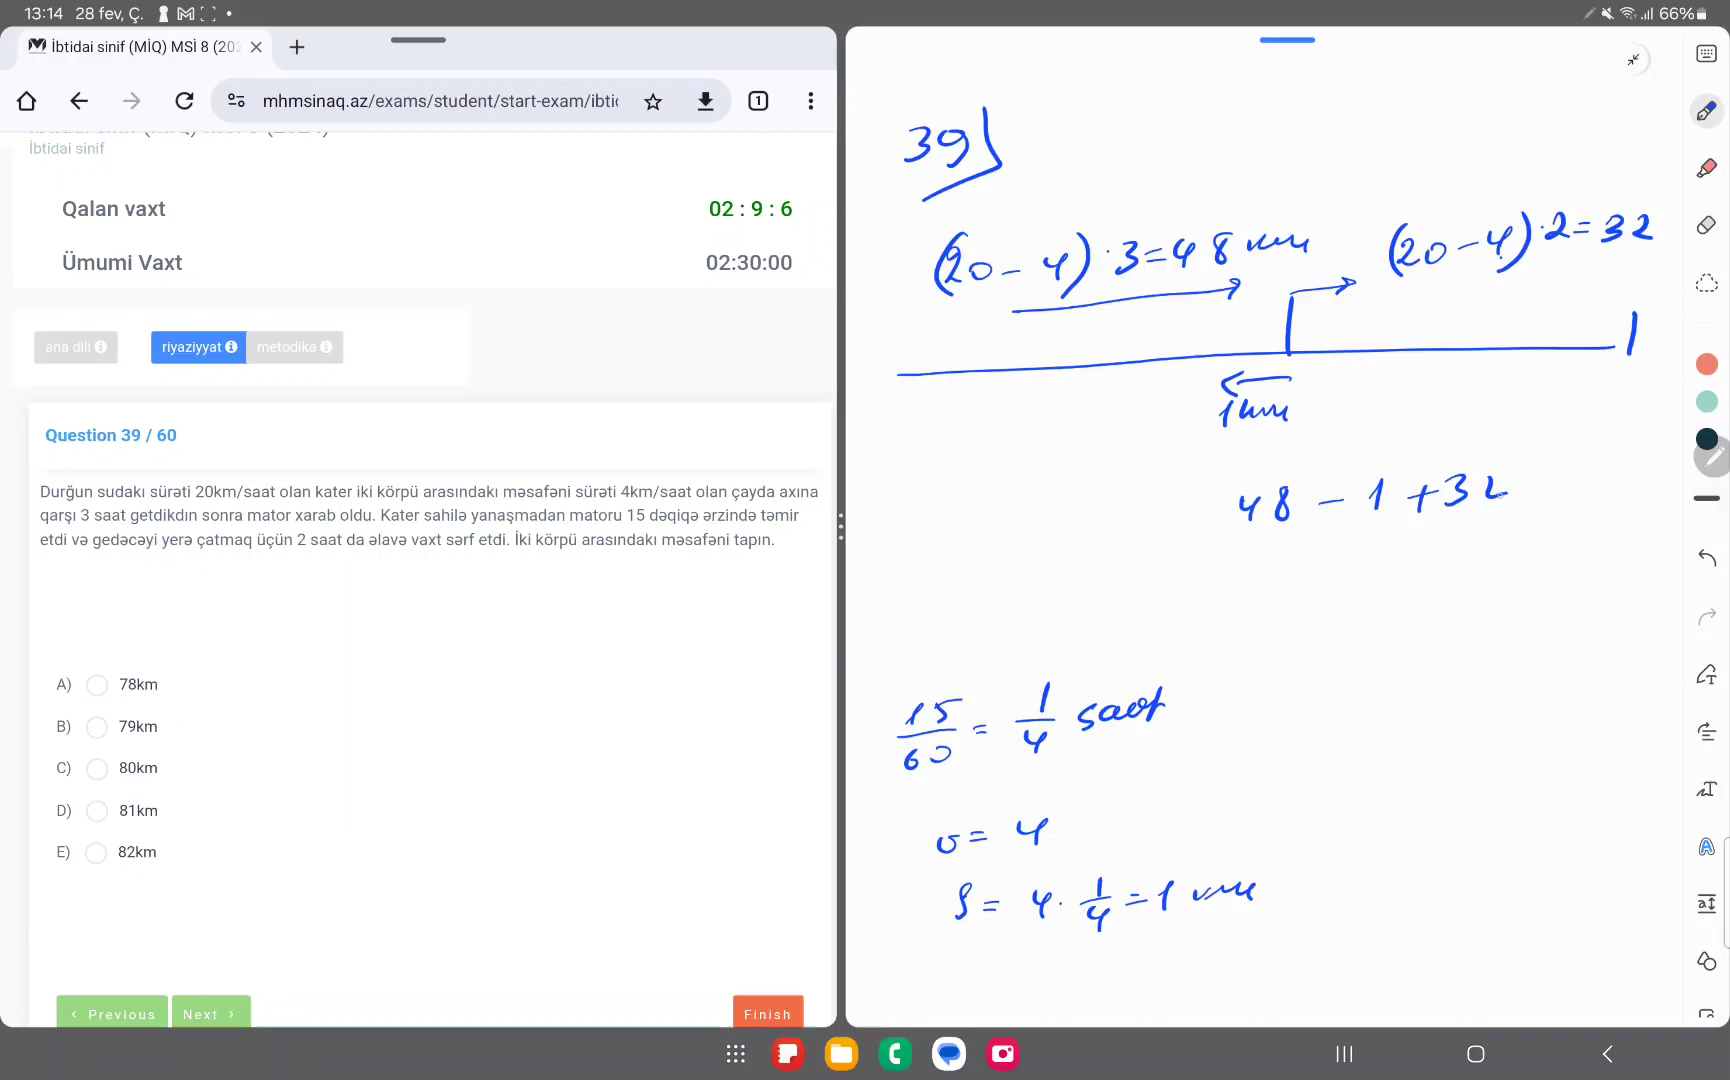 13:14 28 fev, Ç.
66%
İbtidai sinif (MİQ) MSİ 8 (202
mhmsinaq.az/exams/student/start-exam/ibti
1
İbtidai sinif
Qalan vaxt 02 : 9 : 6
Ümumi Vaxt 02:30:00
ana dili riyaziyyat metodika
Question 39 / 60
Durğun sudakı sürəti 20km/saat olan kater iki körpü arasındakı məsafəni sürəti 4km/saat olan çayda axına
qarşı 3 saat getdikdın sonra mator xarab oldu. Kater sahilə yanaşmadan matoru 15 dəqiqə ərzində təmir
etdi və gedəcəyi yerə çatmaq üçün 2 saat da əlavə vaxt sərf etdi. İki körpü arasındakı məsafəni tapın.
A) 78km
B) 79km
C) 80km
D) 81km
E) 82km
Previous Next Finish
39
(20 - 4) · 3 = 48 km (20 - 4) · 2 = 32
1 km
48 - 1 + 32
15/60 = 1/4 saat
υ = 4
S = 4 · 1/4 = 1 km